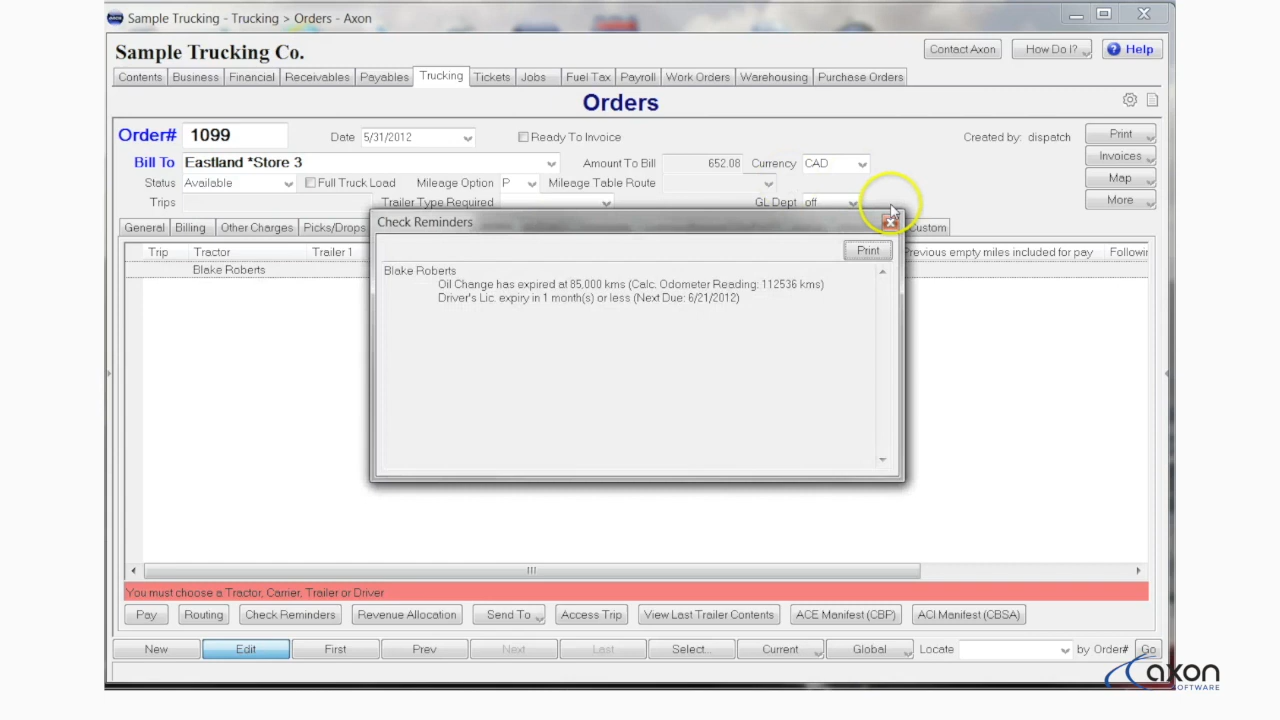 Sample Trucking - Trucking > Orders - Axon
Sample Trucking Co.
Contact Axon How Do I? Help
Contents Business Financial Receivables Payables Trucking Tickets Jobs Fuel Tax Payroll Work Orders Warehousing Purchase Orders
Orders
Order# 1099 Date 5/31/2012 Ready To Invoice Created by: dispatch Print
Bill To Eastland *Store 3 Amount To Bill 652.08 Currency CAD Invoices
Status Available Full Truck Load Mileage Option P Mileage Table Route Map
Trips Trailer Type Required GL Dept off More
General Billing Other Charges Picks/Drops Custom
Trip Tractor Trailer 1 Previous empty miles included for pay Followin
Blake Roberts
Check Reminders
Print
Blake Roberts
Oil Change has expired at 85,000 kms (Calc. Odometer Reading: 112536 kms)
Driver's Lic. expiry in 1 month(s) or less (Next Due: 6/21/2012)
You must choose a Tractor, Carrier, Trailer or Driver
Pay Routing Check Reminders Revenue Allocation Send To Access Trip View Last Trailer Contents ACE Manifest (CBP) ACI Manifest (CBSA)
New Edit First Prev Next Last Select... Current Global Locate by Order# Go
axon
SOFTWARE